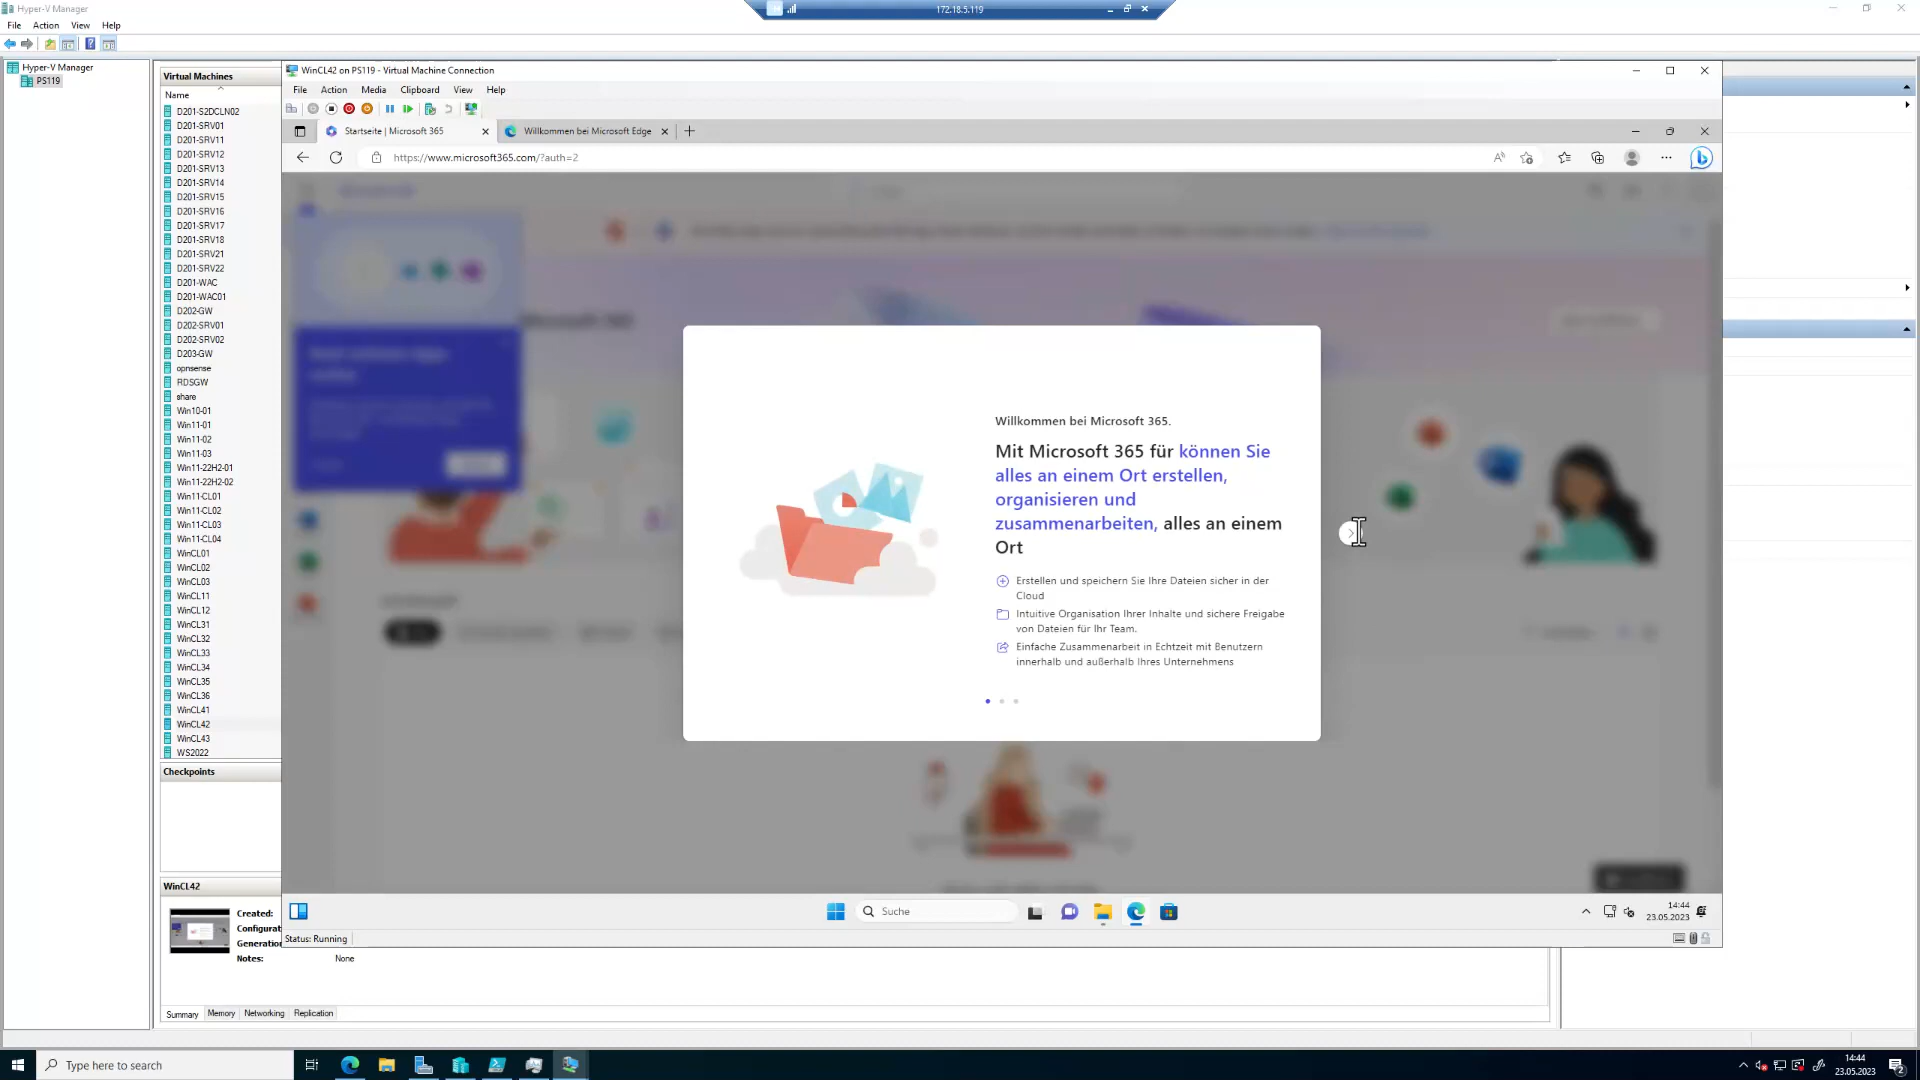 Hyper-V Manager
172.18.5.119
File Action View Help
Hyper-V Manager
PS119
Virtual Machines
Name
D201-S2DCLN02
D201-SRV01
D201-SRV11
D201-SRV12
D201-SRV13
D201-SRV14
D201-SRV15
D201-SRV16
D201-SRV17
D201-SRV18
D201-SRV21
D201-SRV22
D201-WAC
D201-WAC01
D202-GW
D202-SRV01
D202-SRV02
D203-GW
opnsense
RDSGW
share
Win10-01
Win11-01
Win11-02
Win11-03
Win11-22H2-01
Win11-22H2-02
Win11-CL01
Win11-CL02
Win11-CL03
Win11-CL04
WinCL01
WinCL02
WinCL03
WinCL11
WinCL12
WinCL31
WinCL32
WinCL33
WinCL34
WinCL35
WinCL36
WinCL41
WinCL42
WinCL43
WS2022
Checkpoints
WinCL42
Created:
Configurat
Generation
Notes: None
Summary Memory Networking Replication
WinCL42 on PS119 - Virtual Machine Connection
File Action Media Clipboard View Help
Startseite | Microsoft 365
Willkommen bei Microsoft Edge
https://www.microsoft365.com/?auth=2
Willkommen bei Microsoft 365.
Mit Microsoft 365 für können Sie
alles an einem Ort erstellen,
organisieren und
zusammenarbeiten, alles an einem
Ort
Erstellen und speichern Sie Ihre Dateien sicher in der
Cloud
Intuitive Organisation Ihrer Inhalte und sichere Freigabe
von Dateien für Ihr Team.
Einfache Zusammenarbeit in Echtzeit mit Benutzern
innerhalb und außerhalb Ihres Unternehmens
Suche
14:44
23.05.2023
Status: Running
Type here to search
14:44
23.05.2023
2